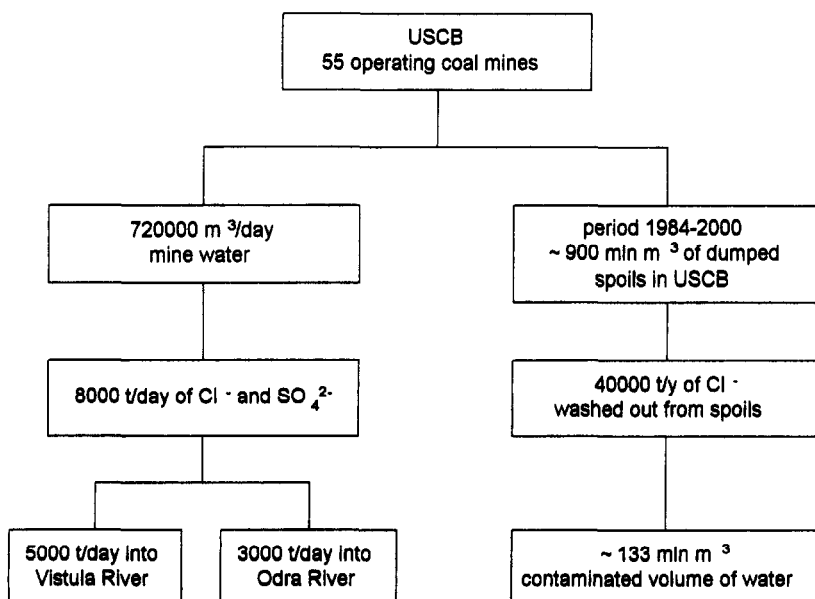 USCB
55 operating coal mines
720000 m ³/day
mine water
period 1984-2000
~ 900 mln m ³ of dumped
spoils in USCB
8000 t/day of Cl ⁻ and SO ₄²⁻
40000 t/y of Cl ⁻
washed out from spoils
5000 t/day into
Vistula River
3000 t/day into
Odra River
~ 133 mln m ³
contaminated volume of water